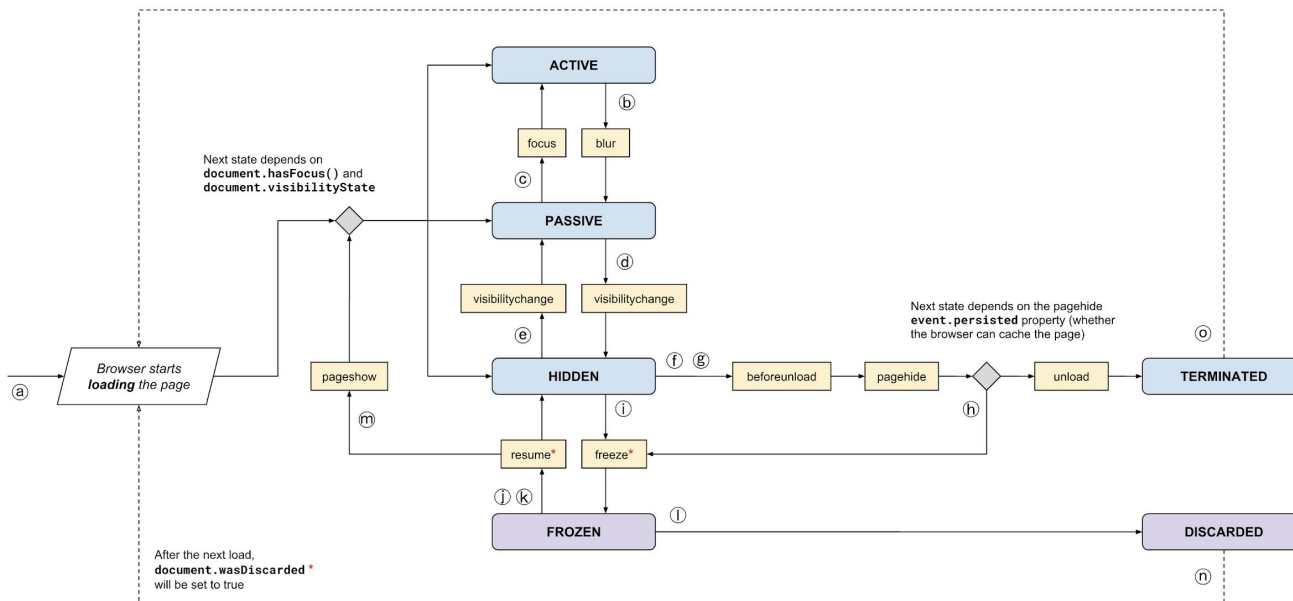 ACTIVE
ⓑ
focus
blur
Next state depends on
document.hasFocus() and
document.visibilityState
ⓒ
PASSIVE
ⓓ
visibilitychange
visibilitychange
Next state depends on the pagehide
event.persisted property (whether
the browser can cache the page)
ⓔ
ⓞ
Browser starts
loading the page
ⓐ
pageshow
HIDDEN
ⓕ ⓖ
beforeunload
pagehide
unload
TERMINATED
ⓗ
ⓘ
ⓜ
resume*
freeze*
ⓙ ⓚ
FROZEN
ⓛ
DISCARDED
After the next load,
document.wasDiscarded *
will be set to true
ⓝ